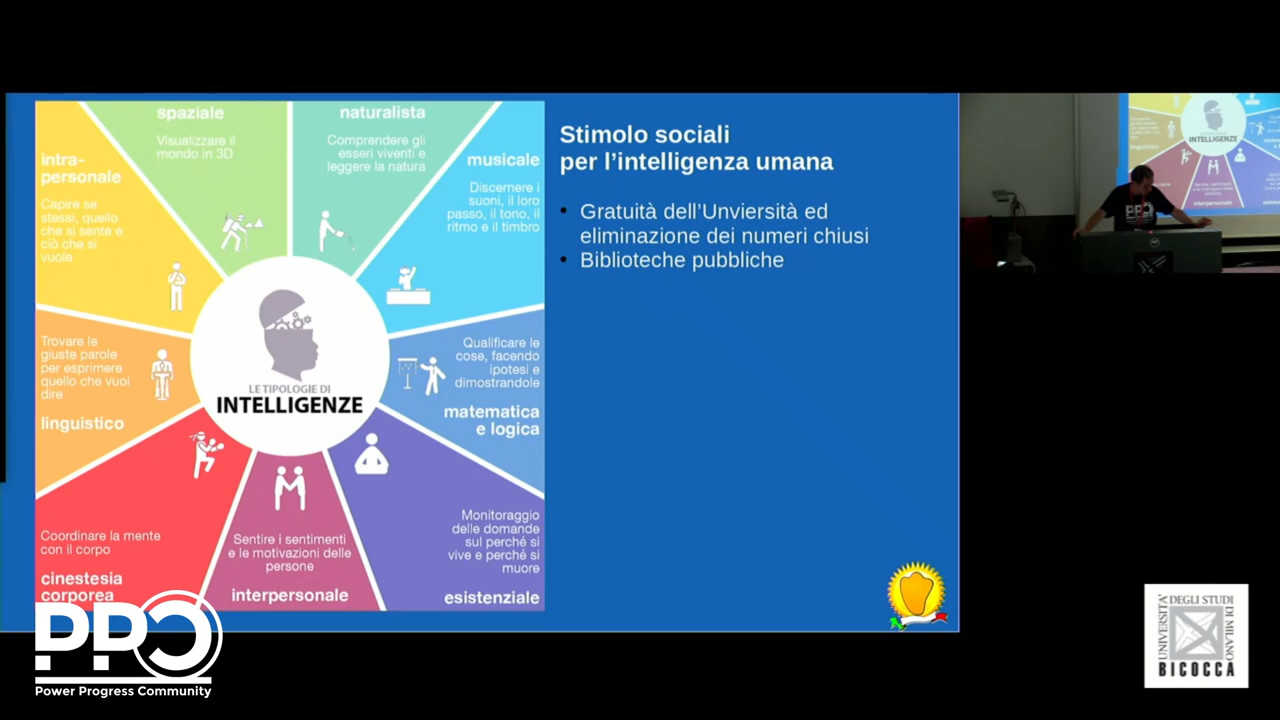 spaziale
Visualizzare il
mondo in 3D
naturalista
Comprendere gli
esseri viventi e
leggere la natura
intra-
personale
Capire se
stessi, quello
che si sente e
ciò che si
vuole
musicale
Discernere i
suoni, il loro
passo, il tono, il
ritmo e il timbro
Trovare le
giuste parole
per esprimere
quello che vuoi
dire
linguistico
LE TIPOLOGIE DI
INTELLIGENZE
Qualificare le
cose, facendo
ipotesi e
dimostrandole
matematica
e logica
Coordinare la mente
con il corpo
cinestesia
corporea
Sentire i sentimenti
e le motivazioni delle
persone
interpersonale
Monitoraggio
delle domande
sul perché si
vive e perché si
muore
esistenziale
Stimolo sociali
per l'intelligenza umana
• Gratuità dell'Unviersità ed
eliminazione dei numeri chiusi
• Biblioteche pubbliche
INTELLIGENZE
linguistico
interpersonale
PPC
PPC
Power Progress Community
UNIVERSITÀ
DEGLI STUDI
DI MILANO
BICOCCA